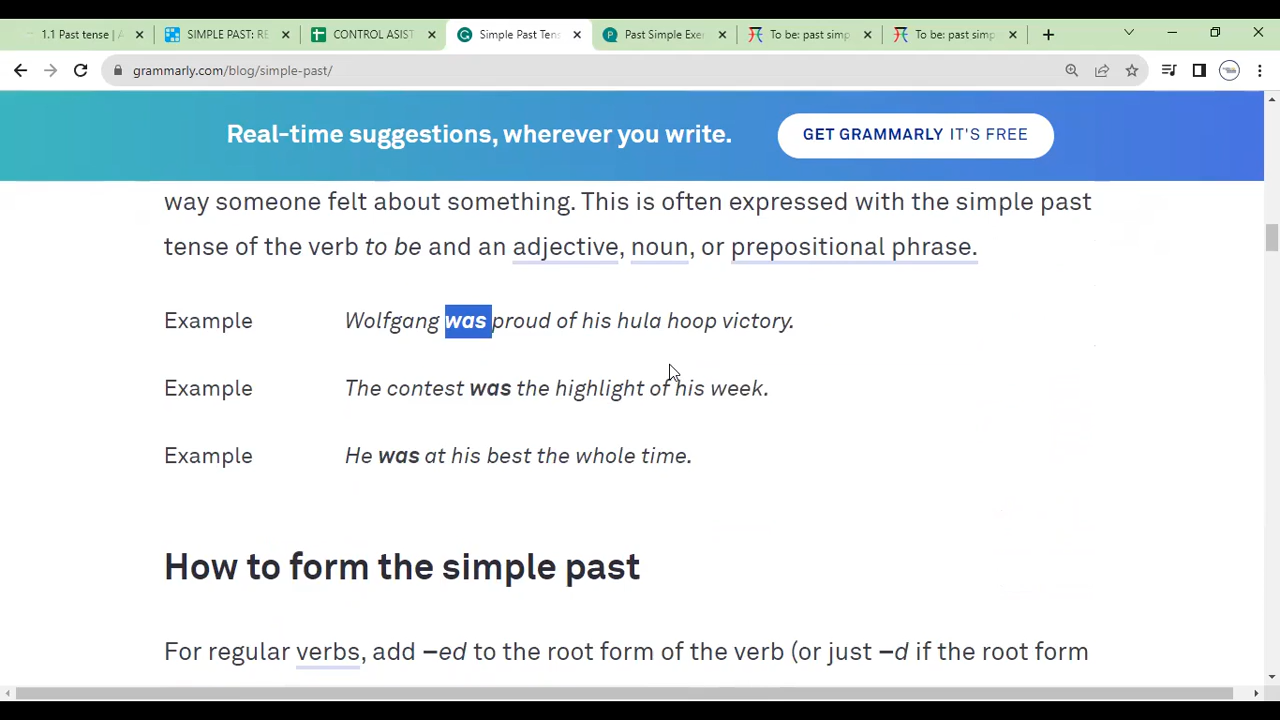 1.1 Past tense | A
SIMPLE PAST: RE
CONTROL ASIST
Simple Past Ten
Past Simple Exer
To be: past simp
To be: past simp
grammarly.com/blog/simple-past/
Real-time suggestions, wherever you write.
GET GRAMMARLY IT'S FREE
way someone felt about something. This is often expressed with the simple past
tense of the verb to be and an adjective, noun, or prepositional phrase.
Example Wolfgang was proud of his hula hoop victory.
Example The contest was the highlight of his week.
Example He was at his best the whole time.
How to form the simple past
For regular verbs, add –ed to the root form of the verb (or just –d if the root form